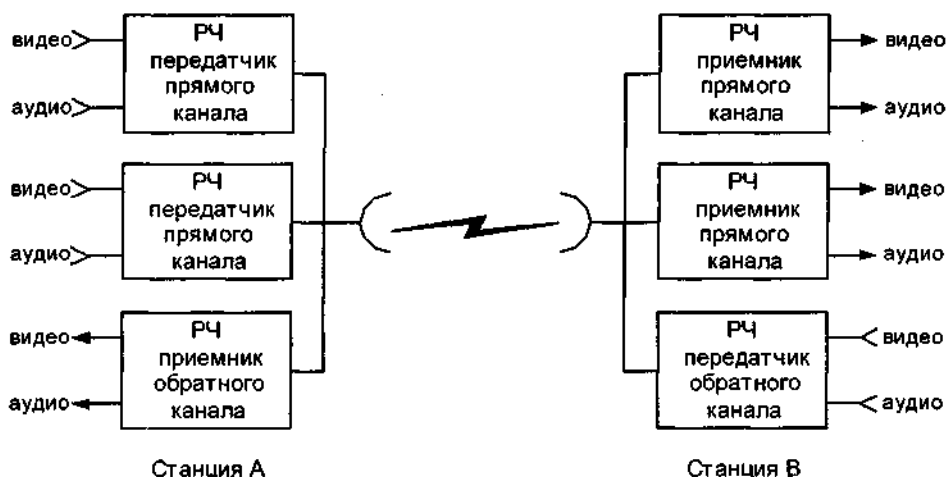 видео
аудио
РЧ
передатчик
прямого
канала
видео
аудио
РЧ
передатчик
прямого
канала
видео
аудио
РЧ
приемник
обратного
канала
Станция А
РЧ
приемник
прямого
канала
видео
аудио
РЧ
приемник
прямого
канала
видео
аудио
РЧ
передатчик
обратного
канала
видео
аудио
Станция В